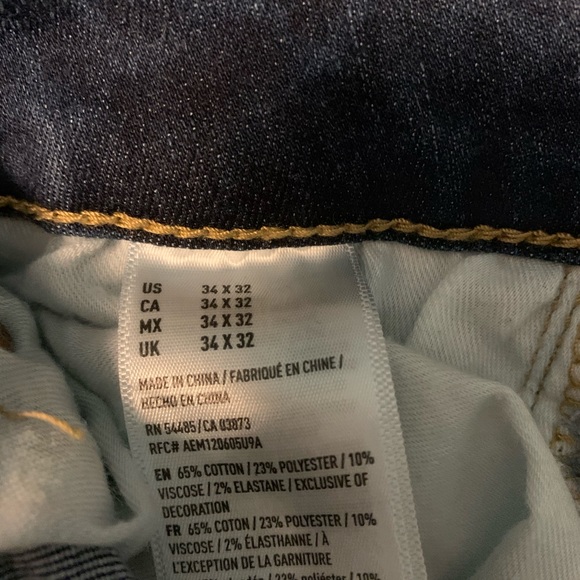 US 34 X 32
CA 34 X 32
MX 34 X 32
UK 34 X 32
MADE IN CHINA / FABRIQUÉ EN CHINE /
HECHO EN CHINA
RN 54485 / CA 03073
RFC# AEM120605U9A
EN 65% COTTON / 23% POLYESTER / 10%
VISCOSE / 2% ELASTANE / EXCLUSIVE OF
DECORATION
FR 65% COTON / 23% POLYESTER / 10%
VISCOSE / 2% ÉLASTHANNE / À
L'EXCEPTION DE LA GARNITURE